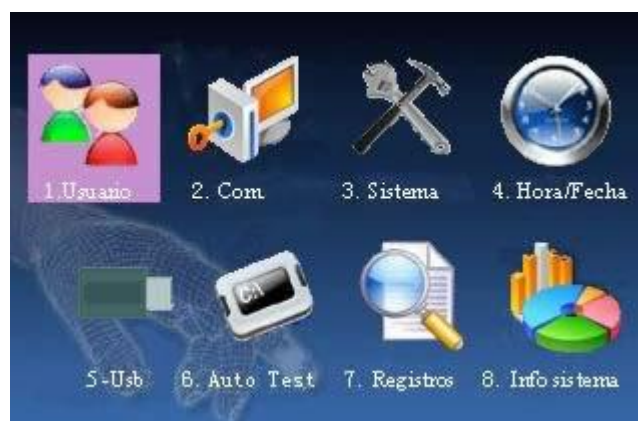 1.Usuario
2. Com.
3. Sistema
4. Hora/Fecha
5-Usb
6. Auto Test
7. Registros
8. Info sistema